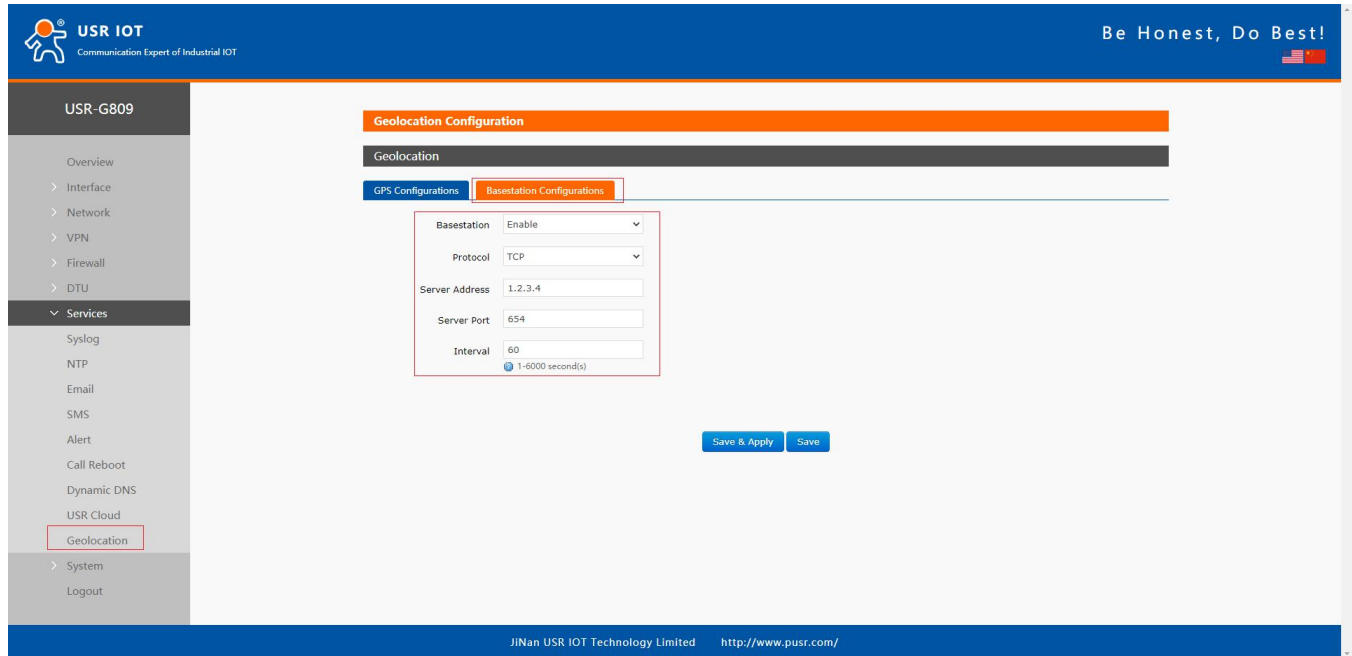 USR IOT
Communication Expert of Industrial IOT
Be Honest, Do Best!
USR-G809
Overview
Interface
Network
VPN
Firewall
DTU
Services
Syslog
NTP
Email
SMS
Alert
Call Reboot
Dynamic DNS
USR Cloud
Geolocation
System
Logout
Geolocation Configuration
Geolocation
GPS Configurations Basestation Configurations
Basestation Enable
Protocol TCP
Server Address 1.2.3.4
Server Port 654
Interval 60
1-6000 second(s)
Save & Apply Save
JiNan USR IOT Technology Limited http://www.pusr.com/